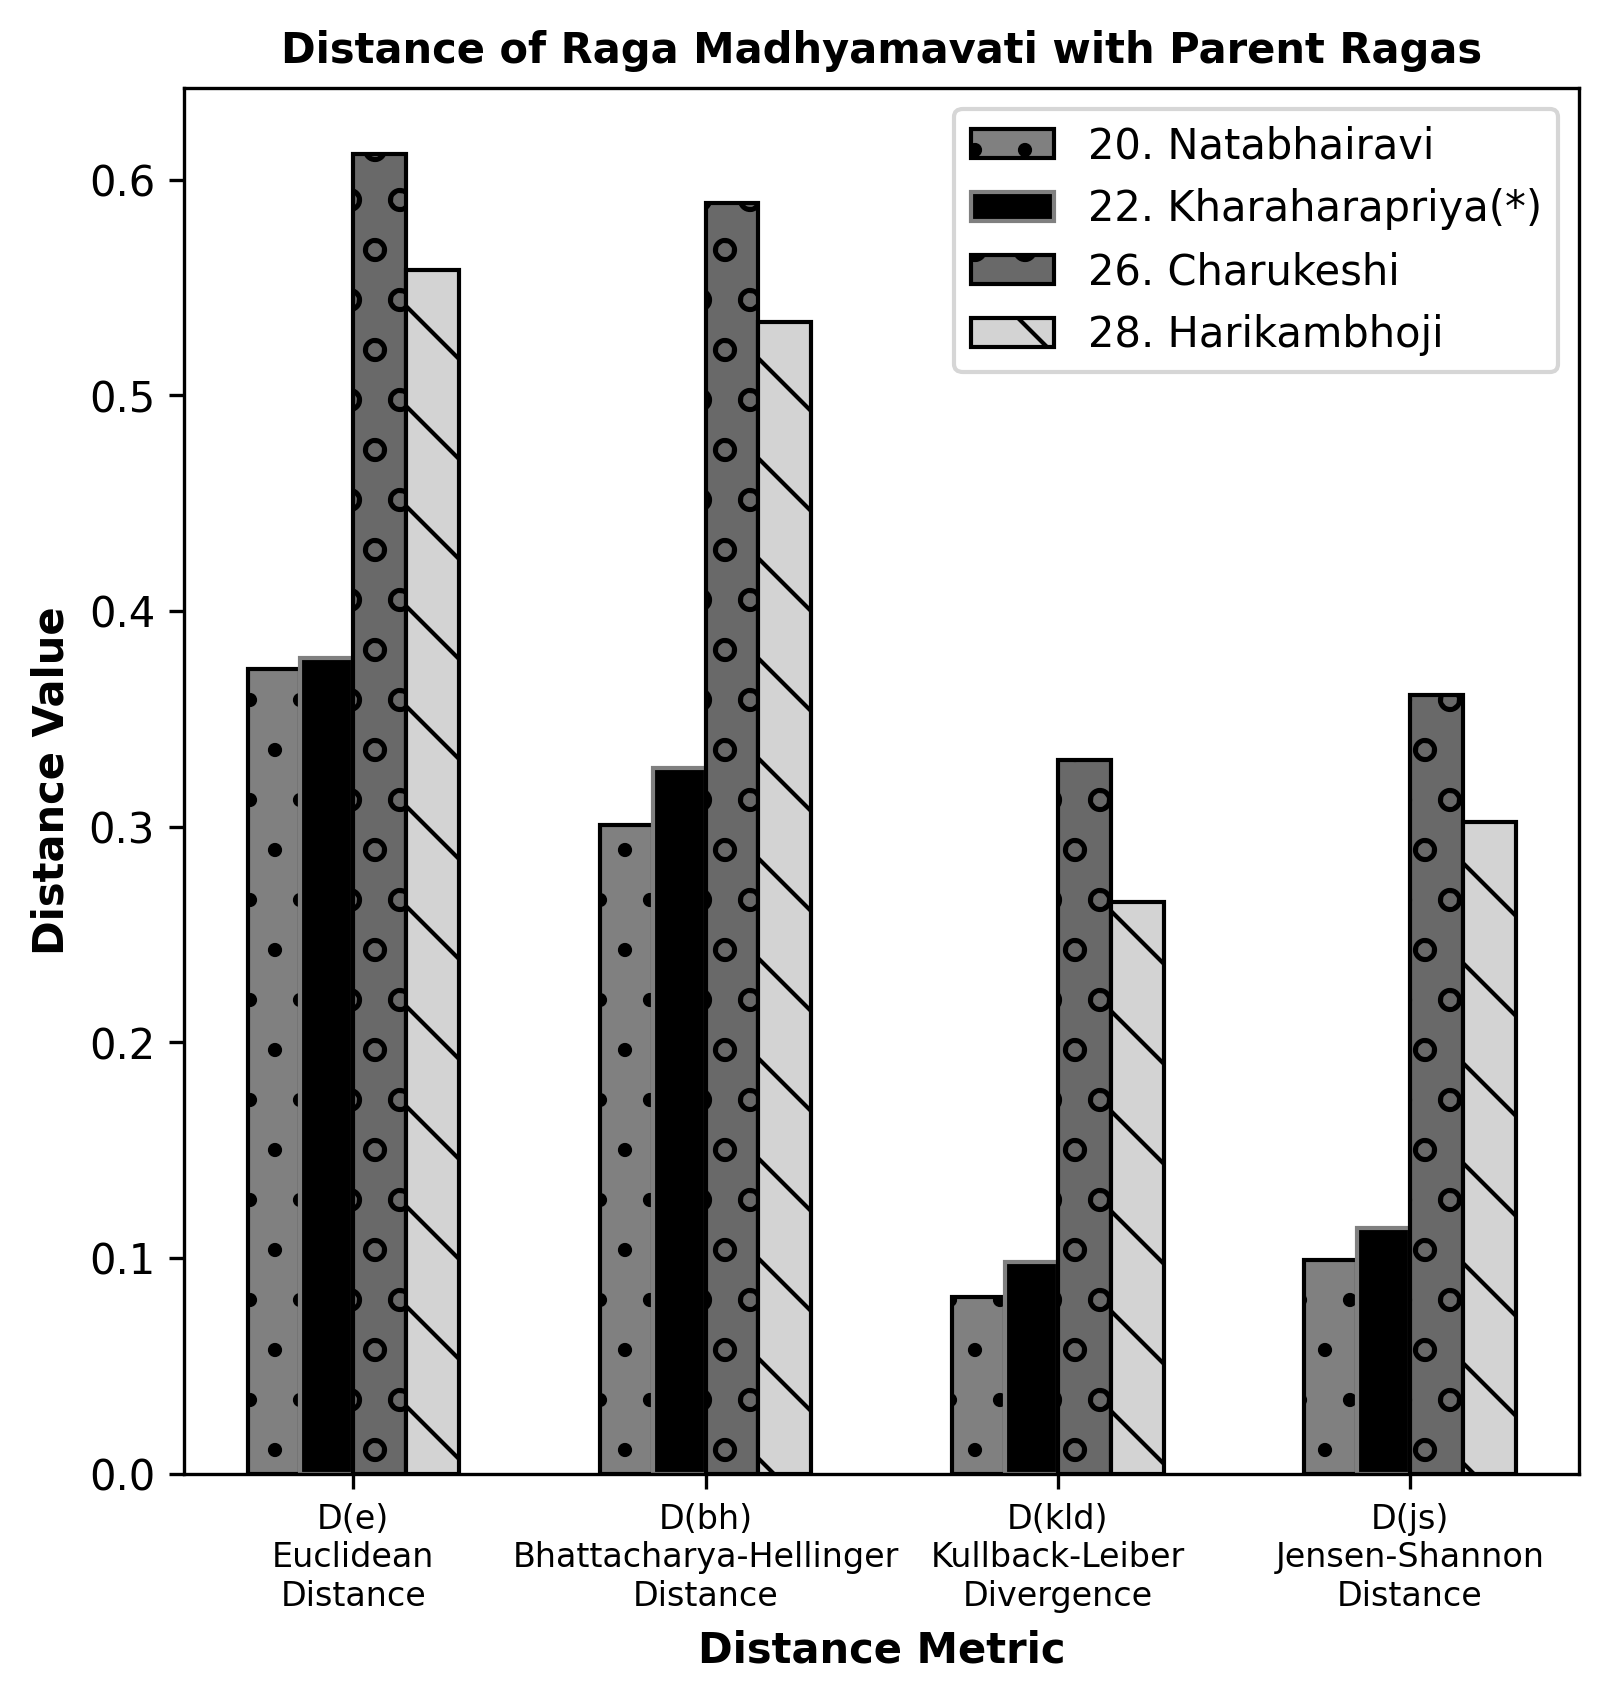 Distance of Raga Madhyamavati with Parent Ragas
20. Natabhairavi
22. Kharaharapriya(*)
26. Charukeshi
28. Harikambhoji
Distance Value
0.6
0.5
0.4
0.3
0.2
0.1
0.0
D(e)
Euclidean
Distance
D(bh)
Bhattacharya-Hellinger
Distance
D(kld)
Kullback-Leiber
Divergence
D(js)
Jensen-Shannon
Distance
Distance Metric